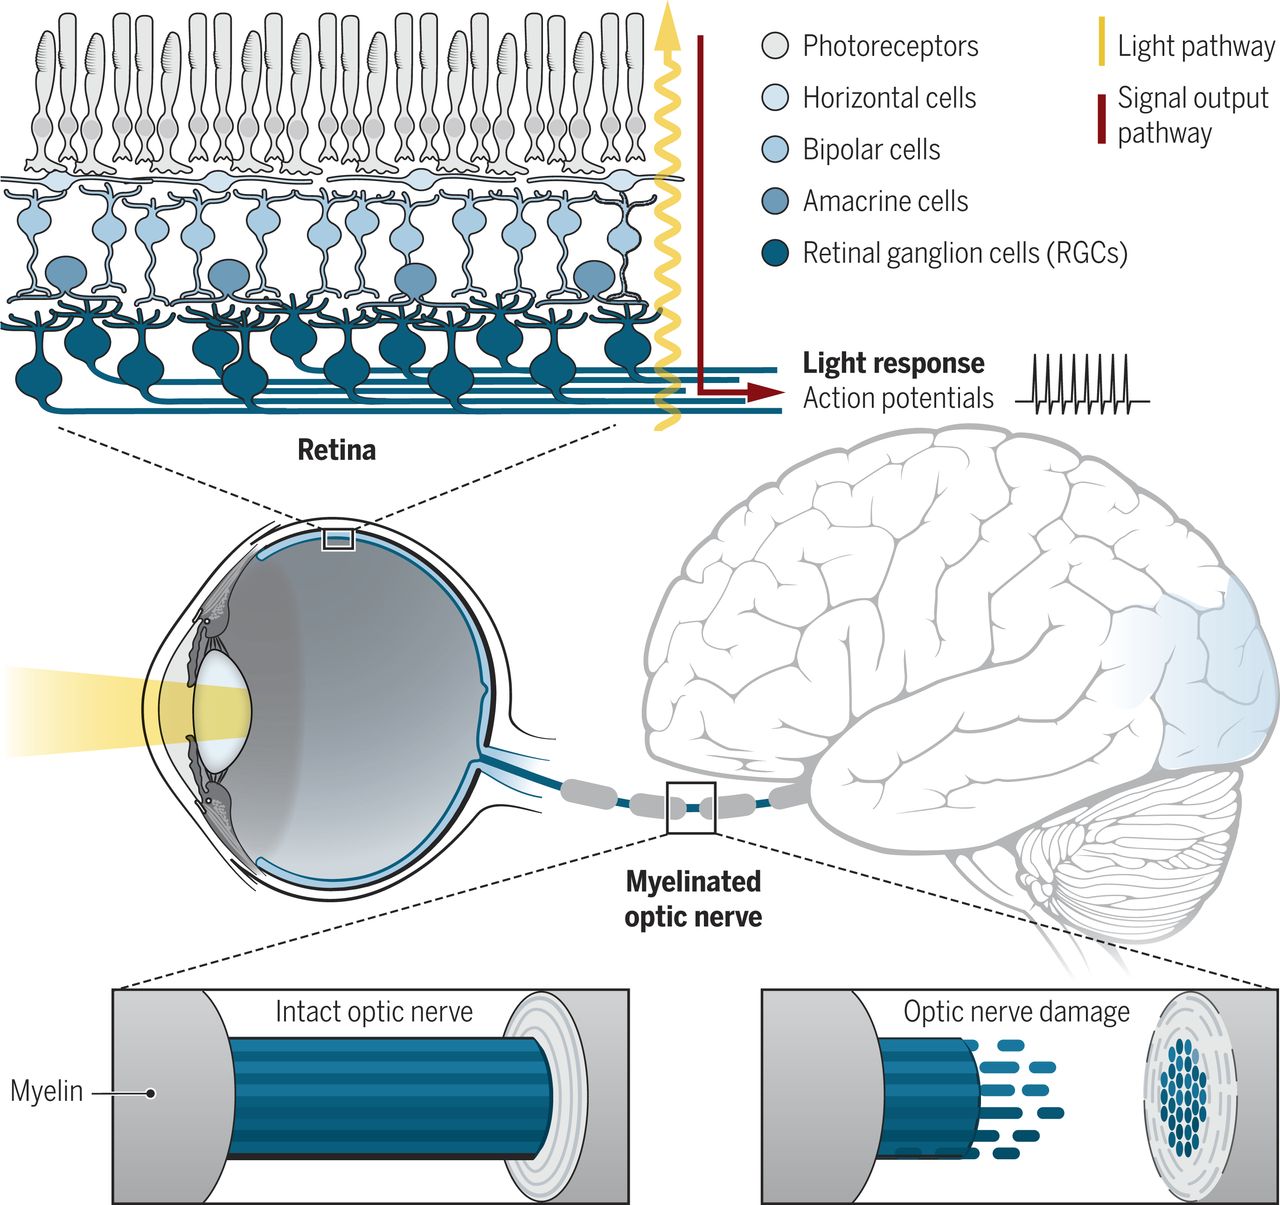 Photoreceptors
Horizontal cells
Bipolar cells
Amacrine cells
Retinal ganglion cells (RGCs)
Light pathway
Signal output
pathway
Light response
Action potentials
Retina
Myelinated
optic nerve
Intact optic nerve
Myelin
Optic nerve damage